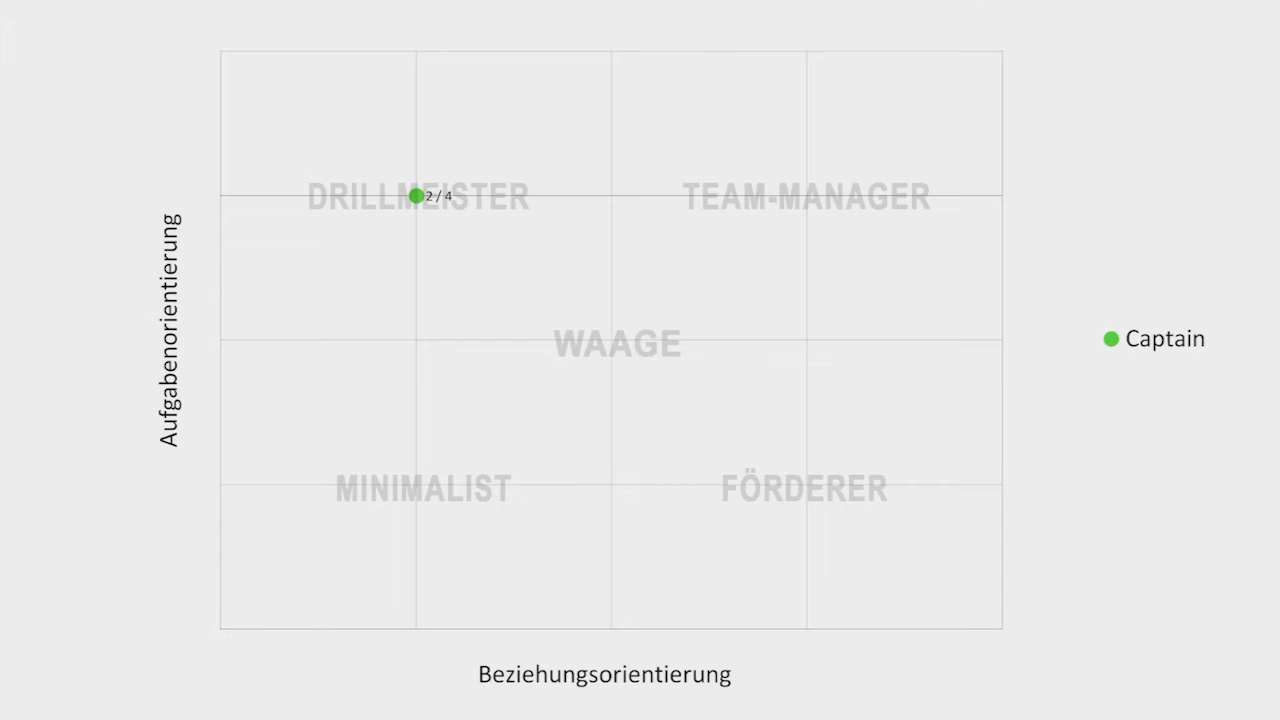 DRILLMEISTER
2 / 4
TEAM-MANAGER
Aufgabenorientierung
WAAGE
Captain
MINIMALIST
FÖRDERER
Beziehungsorientierung